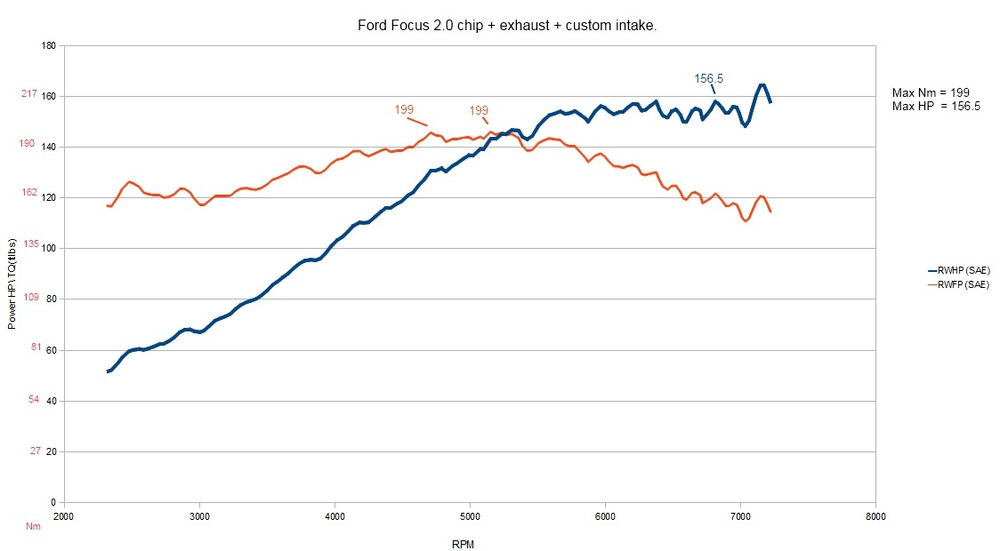 Ford Focus 2.0 chip + exhaust + custom intake.
180
217 160
190 140
162 120
135 100
109 80
81 60
54 40
27 20
0
Nm
Power HP \ TQ(ftlbs)
2000 3000 4000 5000 6000 7000 8000
RPM
199
199
156.5
Max Nm = 199
Max HP = 156.5
RWHP (SAE)
RWFP (SAE)